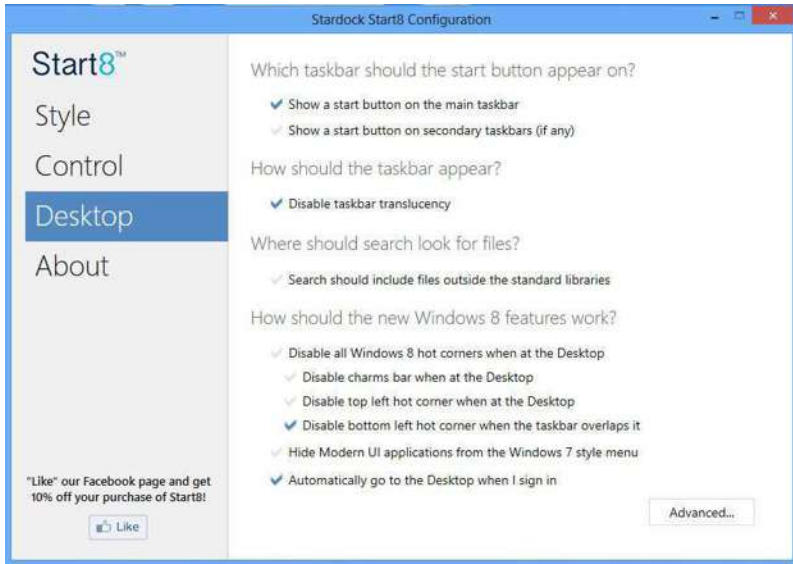 Stardock Start8 Configuration
Start8™
Style
Control
Desktop
About
"Like" our Facebook page and get
10% off your purchase of Start8!
Like
Which taskbar should the start button appear on?
Show a start button on the main taskbar
Show a start button on secondary taskbars (if any)
How should the taskbar appear?
Disable taskbar translucency
Where should search look for files?
Search should include files outside the standard libraries
How should the new Windows 8 features work?
Disable all Windows 8 hot corners when at the Desktop
Disable charms bar when at the Desktop
Disable top left hot corner when at the Desktop
Disable bottom left hot corner when the taskbar overlaps it
Hide Modern UI applications from the Windows 7 style menu
Automatically go to the Desktop when I sign in
Advanced...